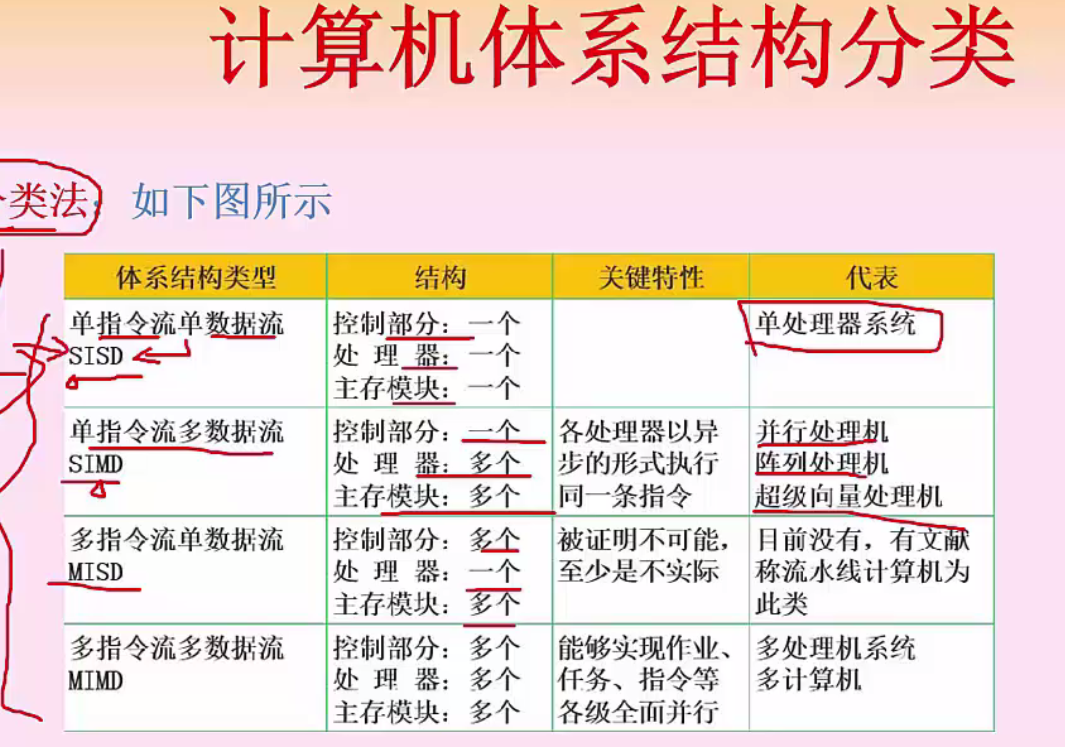 计算机体系结构分类
类法：如下图所示
体系结构类型 结构 关键特性 代表
单指令流单数据流
SISD
控制部分：一个
处 理 器：一个
主存模块：一个
单处理器系统
单指令流多数据流
SIMD
控制部分：一个
处 理 器：多个
主存模块：多个
各处理器以异
步的形式执行
同一条指令
并行处理机
阵列处理机
超级向量处理机
多指令流单数据流
MISD
控制部分：多个
处 理 器：一个
主存模块：多个
被证明不可能，
至少是不实际
目前没有，有文献
称流水线计算机为
此类
多指令流多数据流
MIMD
控制部分：多个
处 理 器：多个
主存模块：多个
能够实现作业、
任务、指令等
各级全面并行
多处理机系统
多计算机